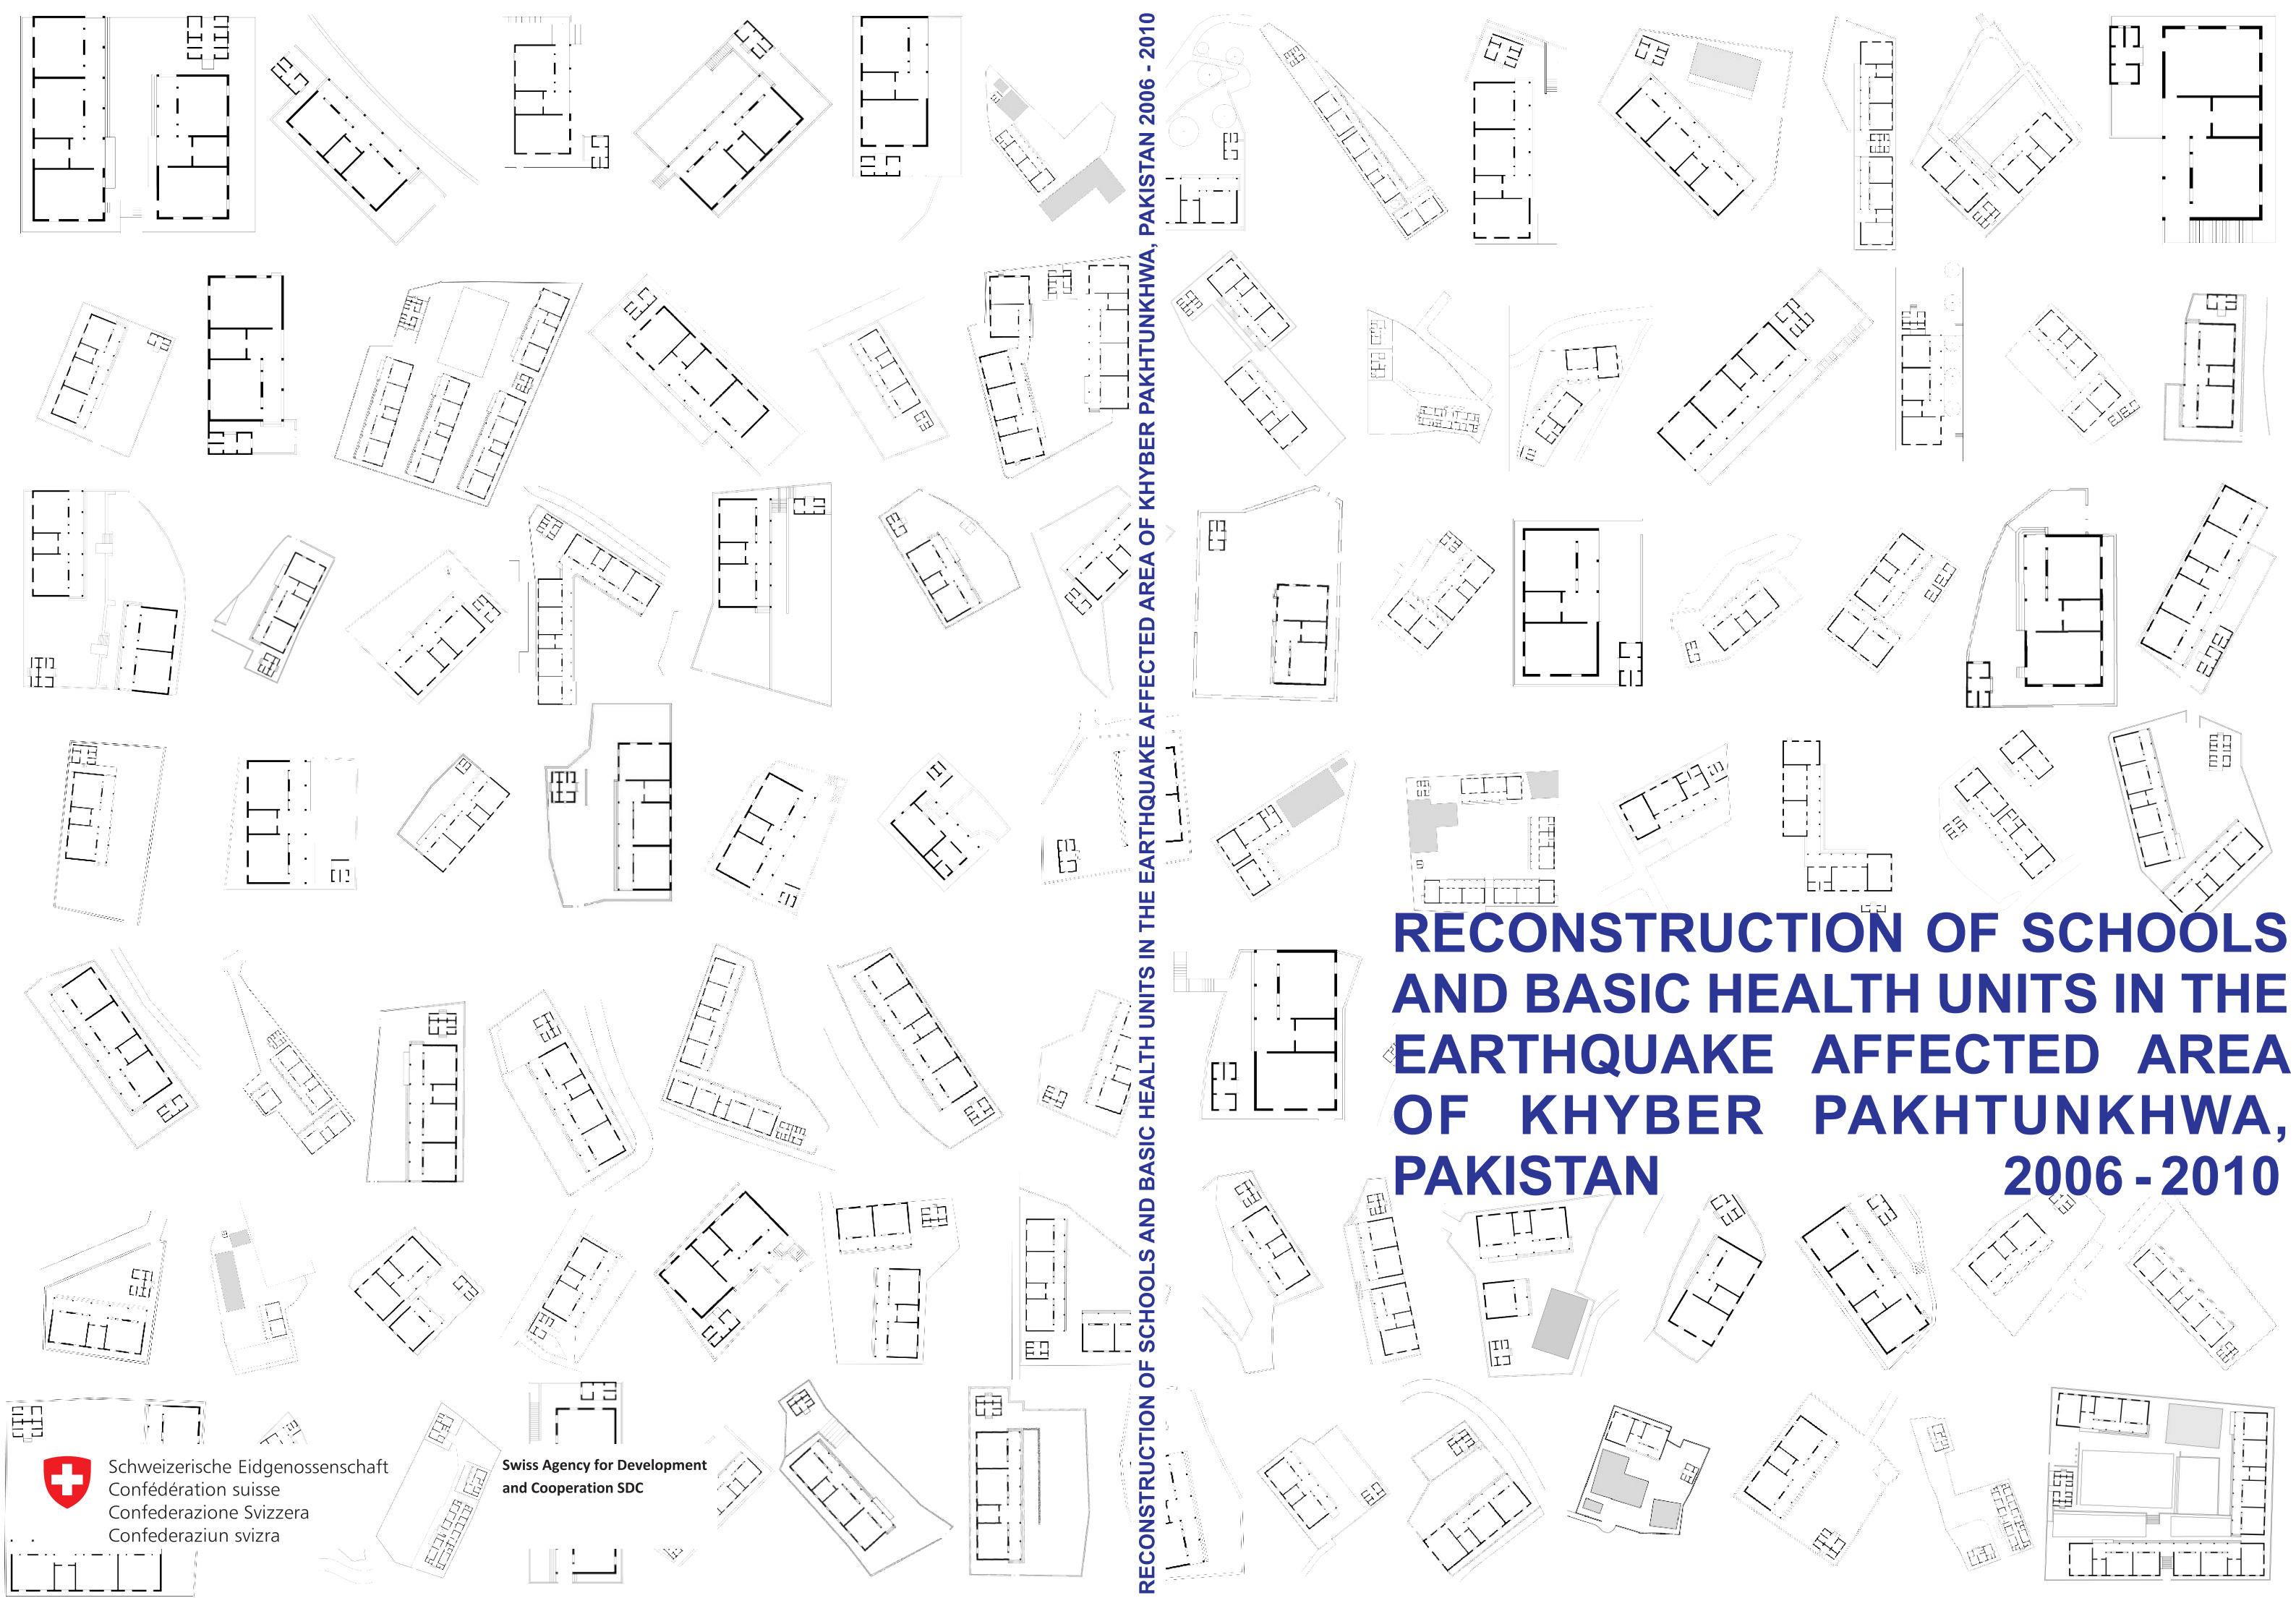 Schweizerische Eidgenossenschaft
Confédération suisse
Confederazione Svizzera
Confederaziun svizra
Swiss Agency for Development
and Cooperation SDC
RECONSTRUCTION OF SCHOOLS AND BASIC HEALTH UNITS IN THE EARTHQUAKE AFFECTED AREA OF KHYBER PAKHTUNKHWA, PAKISTAN 2006 - 2010
RECONSTRUCTION OF SCHOOLS
AND BASIC HEALTH UNITS IN THE
EARTHQUAKE AFFECTED AREA
OF KHYBER PAKHTUNKHWA,
PAKISTAN 2006 - 2010